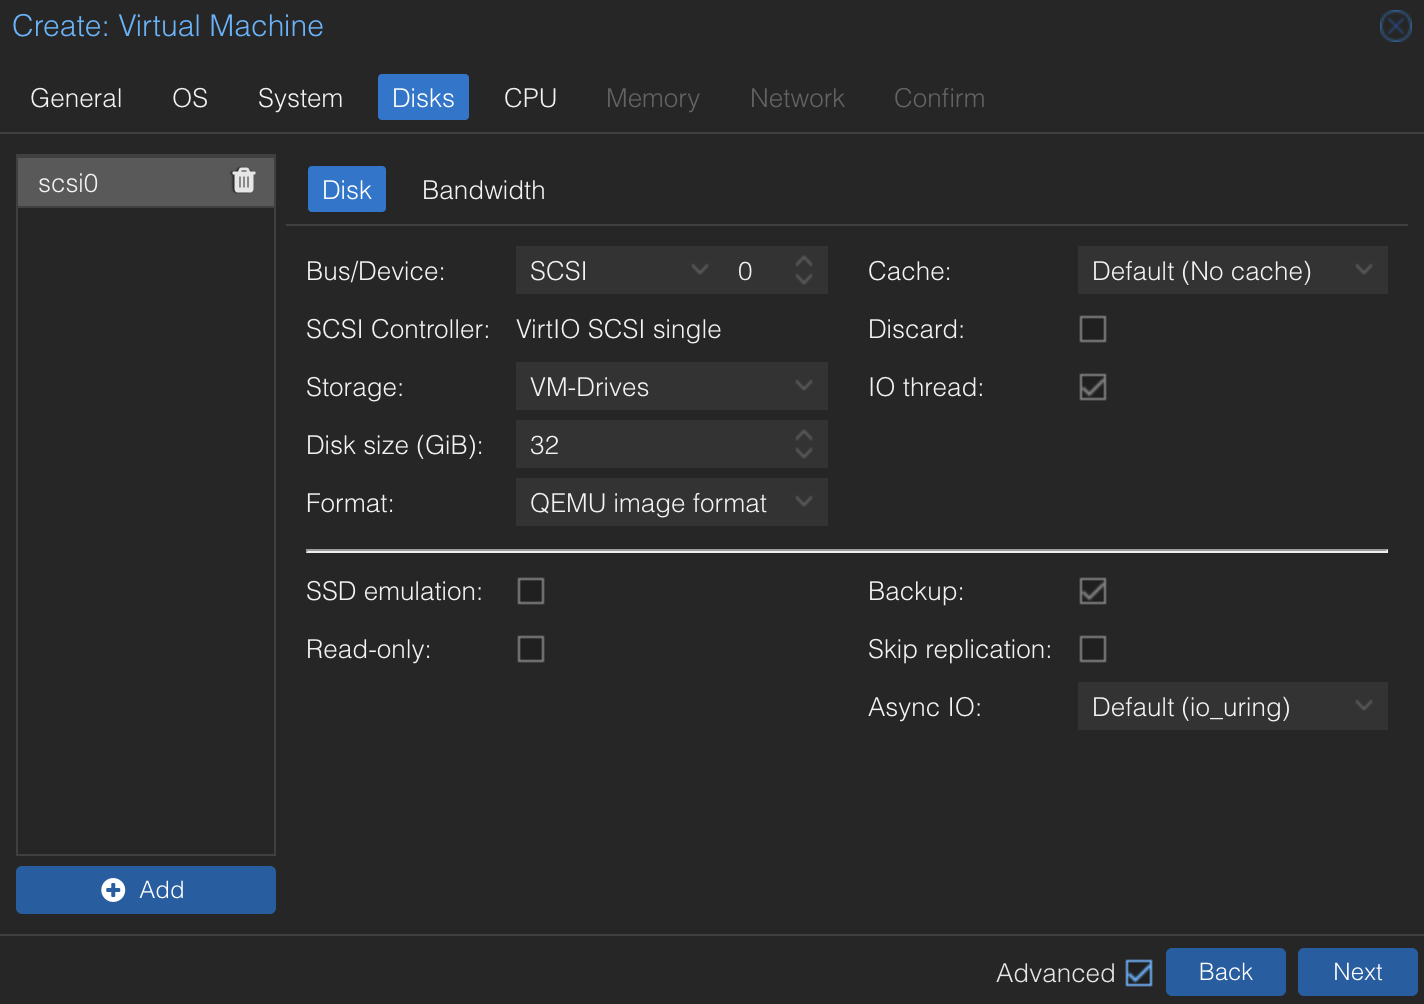 Create: Virtual Machine
General OS System Disks CPU Memory Network Confirm
scsi0
Disk Bandwidth
Bus/Device: SCSI 0 Cache: Default (No cache)
SCSI Controller: VirtIO SCSI single Discard:
Storage: VM-Drives IO thread:
Disk size (GiB): 32
Format: QEMU image format
SSD emulation: Backup:
Read-only: Skip replication:
Async IO: Default (io_uring)
Add
Advanced Back Next